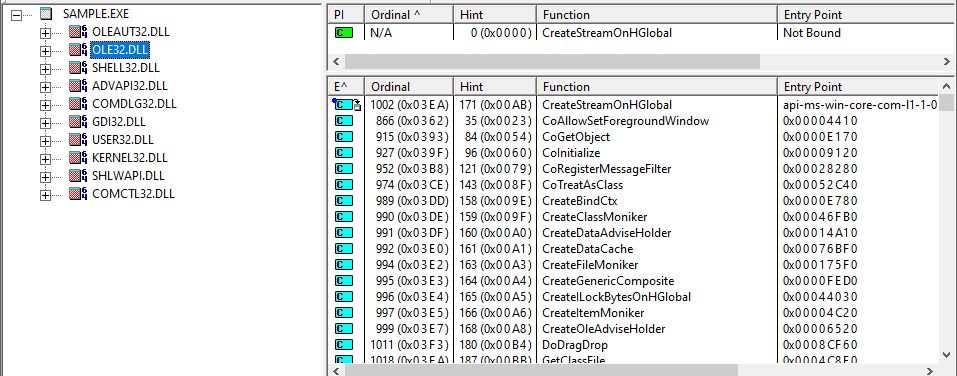 SAMPLE.EXE
OLEAUT32.DLL
OLE32.DLL
SHELL32.DLL
ADVAPI32.DLL
COMDLG32.DLL
GDI32.DLL
USER32.DLL
KERNEL32.DLL
SHLWAPI.DLL
COMCTL32.DLL
PI Ordinal ^ Hint Function Entry Point
C N/A 0 (0x0000) CreateStreamOnHGlobal Not Bound
E^ Ordinal Hint Function Entry Point
C 1002 (0x03EA) 171 (0x00AB) CreateStreamOnHGlobal api-ms-win-core-com-l1-1-0
C 866 (0x0362) 35 (0x0023) CoAllowSetForegroundWindow 0x00004410
C 915 (0x0393) 84 (0x0054) CoGetObject 0x0000E170
C 927 (0x039F) 96 (0x0060) CoInitialize 0x00009120
C 952 (0x03B8) 121 (0x0079) CoRegisterMessageFilter 0x00028280
C 974 (0x03CE) 143 (0x008F) CoTreatAsClass 0x00052C40
C 989 (0x03DD) 158 (0x009E) CreateBindCtx 0x0000E780
C 990 (0x03DE) 159 (0x009F) CreateClassMoniker 0x00046FB0
C 991 (0x03DF) 160 (0x00A0) CreateDataAdviseHolder 0x00014A10
C 992 (0x03E0) 161 (0x00A1) CreateDataCache 0x00076BF0
C 994 (0x03E2) 163 (0x00A3) CreateFileMoniker 0x000175F0
C 995 (0x03E3) 164 (0x00A4) CreateGenericComposite 0x0000FED0
C 996 (0x03E4) 165 (0x00A5) CreateILockBytesOnHGlobal 0x00044030
C 997 (0x03E5) 166 (0x00A6) CreateItemMoniker 0x00004C20
C 999 (0x03E7) 168 (0x00A8) CreateOleAdviseHolder 0x00006520
C 1011 (0x03F3) 180 (0x00B4) DoDragDrop 0x0008CF60
C 1018 (0x03FA) 187 (0x00BB) GetClassFile 0x0004C8E0